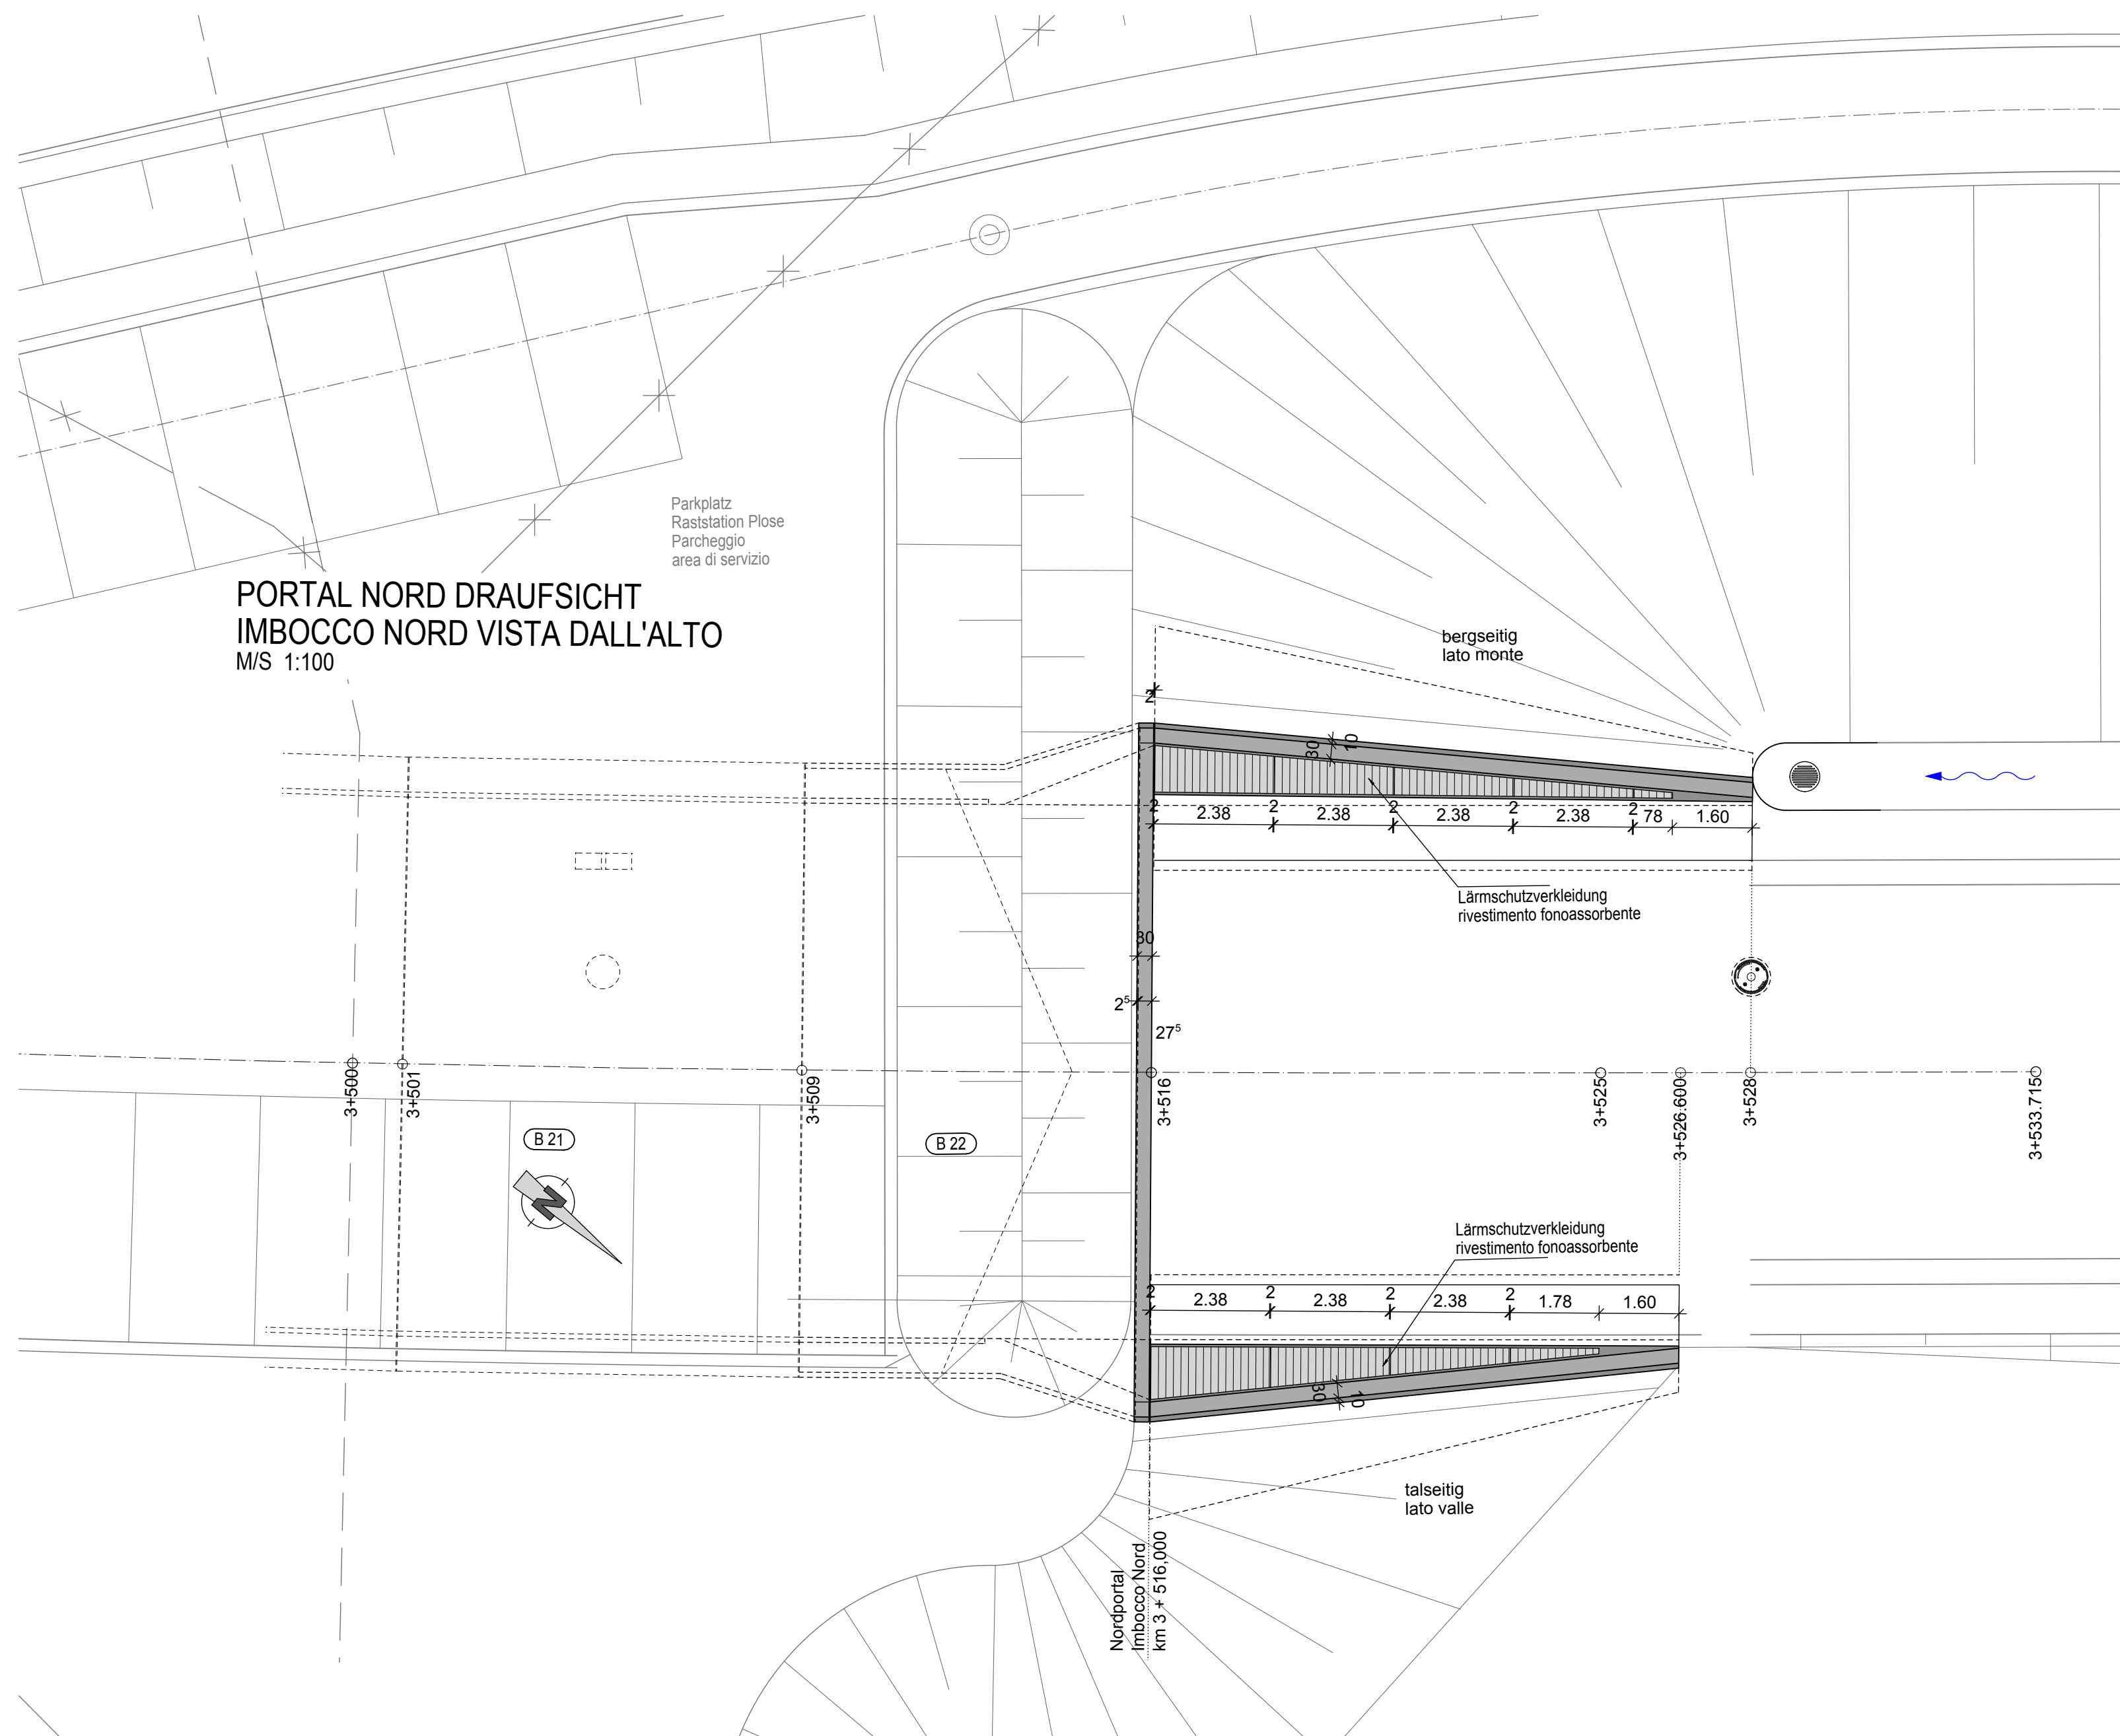 Parkplatz
Raststation Plose
Parcheggio
area di servizio
PORTAL NORD DRAUFSICHT
IMBOCCO NORD VISTA DALL'ALTO
M/S 1:100
bergseitig
lato monte
2
30
10
2
2.38
2
2.38
2
2.38
2
2.38
2
78
1.60
Lärmschutzverkleidung
rivestimento fonoassorbente
30
2⁵
27⁵
3+500
3+501
3+509
3+516
3+525
3+526.600
3+528
3+533.715
B 21
B 22
N
Lärmschutzverkleidung
rivestimento fonoassorbente
2
2.38
2
2.38
2
2.38
2
1.78
1.60
30
10
talseitig
lato valle
Nordportal
Imbocco Nord
km 3 + 516,000